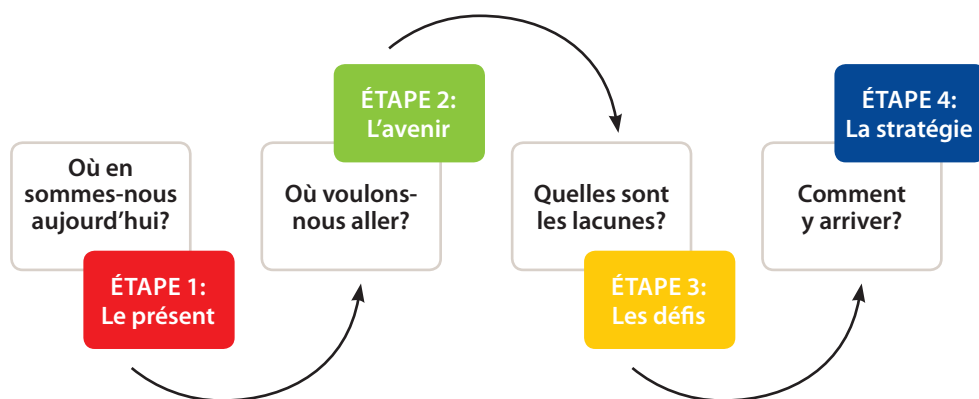 Où en
sommes-nous
aujourd'hui?
ÉTAPE 1:
Le présent
ÉTAPE 2:
L'avenir
Où voulons-
nous aller?
Quelles sont
les lacunes?
ÉTAPE 3:
Les défis
ÉTAPE 4:
La stratégie
Comment
y arriver?